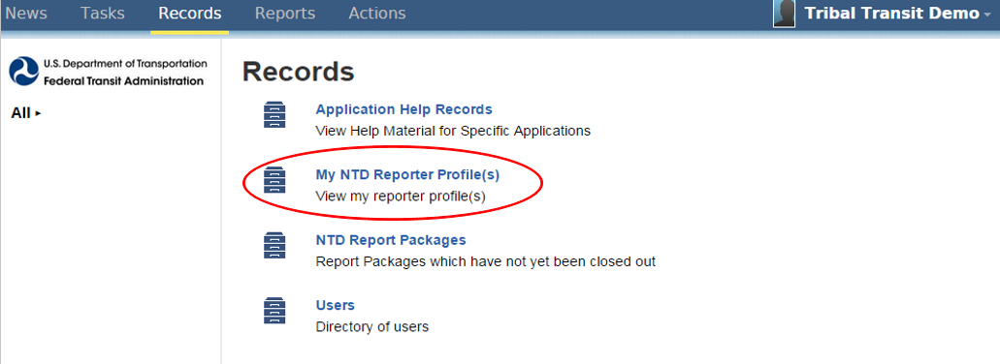 News Tasks Records Reports Actions Tribal Transit Demo
U.S. Department of Transportation
Federal Transit Administration
All
Records
Application Help Records
View Help Material for Specific Applications
My NTD Reporter Profile(s)
View my reporter profile(s)
NTD Report Packages
Report Packages which have not yet been closed out
Users
Directory of users